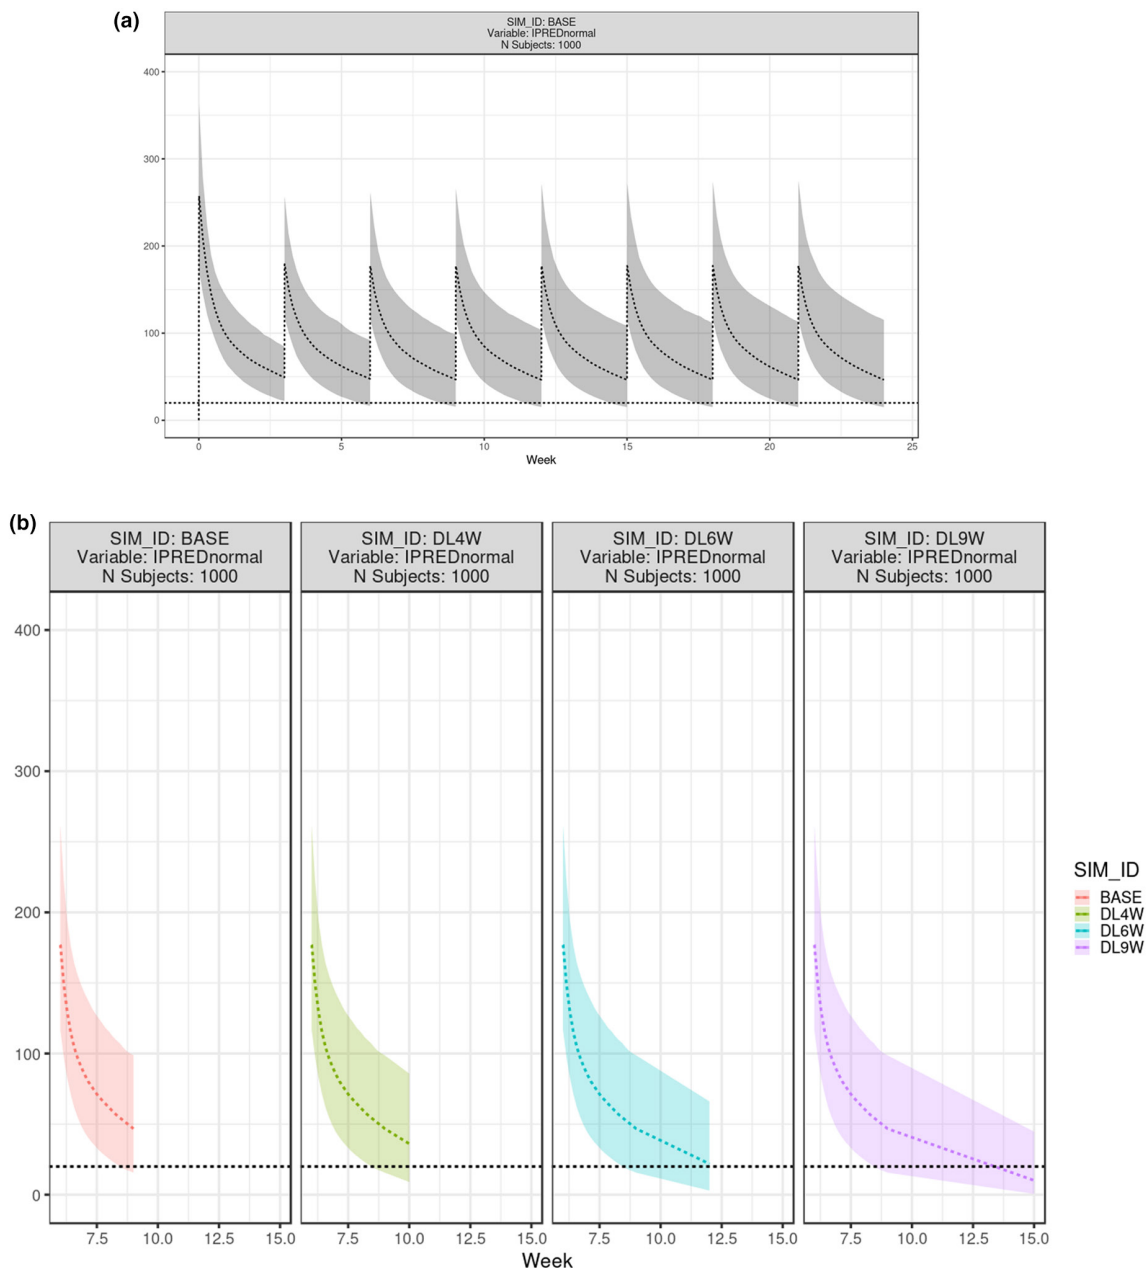 (a)
SIM_ID: BASE
Variable: IPREDnormal
N Subjects: 1000
400
300
200
100
0
0 5 10 15 20 25
Week
(b)
SIM_ID: BASE
Variable: IPREDnormal
N Subjects: 1000
SIM_ID: DL4W
Variable: IPREDnormal
N Subjects: 1000
SIM_ID: DL6W
Variable: IPREDnormal
N Subjects: 1000
SIM_ID: DL9W
Variable: IPREDnormal
N Subjects: 1000
400
300
200
100
0
7.5 10.0 12.5 15.0
7.5 10.0 12.5 15.0
7.5 10.0 12.5 15.0
7.5 10.0 12.5 15.0
Week
SIM_ID
BASE
DL4W
DL6W
DL9W